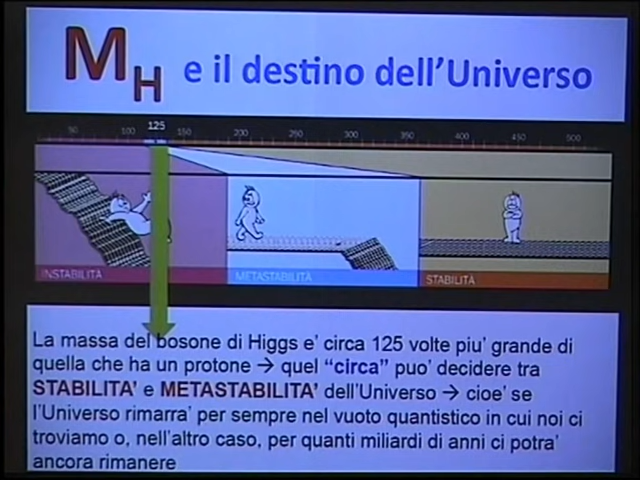 MH e il destino dell'Universo
50 100 125 150 200 250 300 350 400 450 500
INSTABILITÀ METASTABILITÀ STABILITÀ
La massa del bosone di Higgs e' circa 125 volte piu' grande di
quella che ha un protone → quel "circa" puo' decidere tra
STABILITA' e METASTABILITA' dell'Universo → cioe' se
l'Universo rimarra' per sempre nel vuoto quantistico in cui noi ci
troviamo o, nell'altro caso, per quanti miliardi di anni ci potra'
ancora rimanere